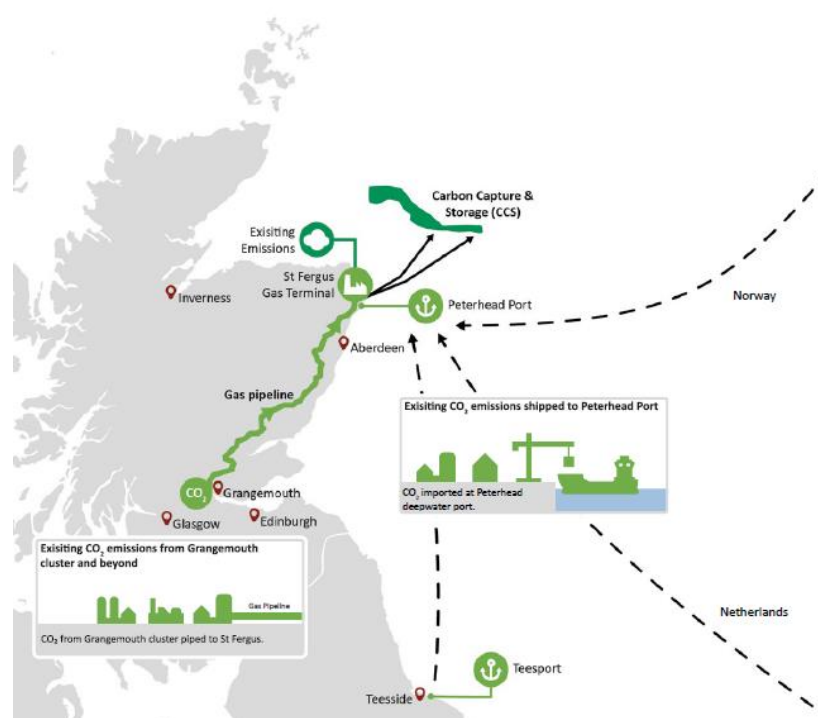 Carbon Capture &
Storage (CCS)
Exisiting
Emissions
St Fergus
Gas Terminal
Inverness
Peterhead Port
Norway
Aberdeen
Gas pipeline
Exisiting CO₂ emissions shipped to Peterhead Port
CO₂ imported at Peterhead
deepwater port.
CO₂
Grangemouth
Glasgow
Edinburgh
Exisiting CO₂ emissions from Grangemouth
cluster and beyond
Gas Pipeline
CO₂ from Grangemouth cluster piped to St Fergus.
Netherlands
Teesport
Teesside